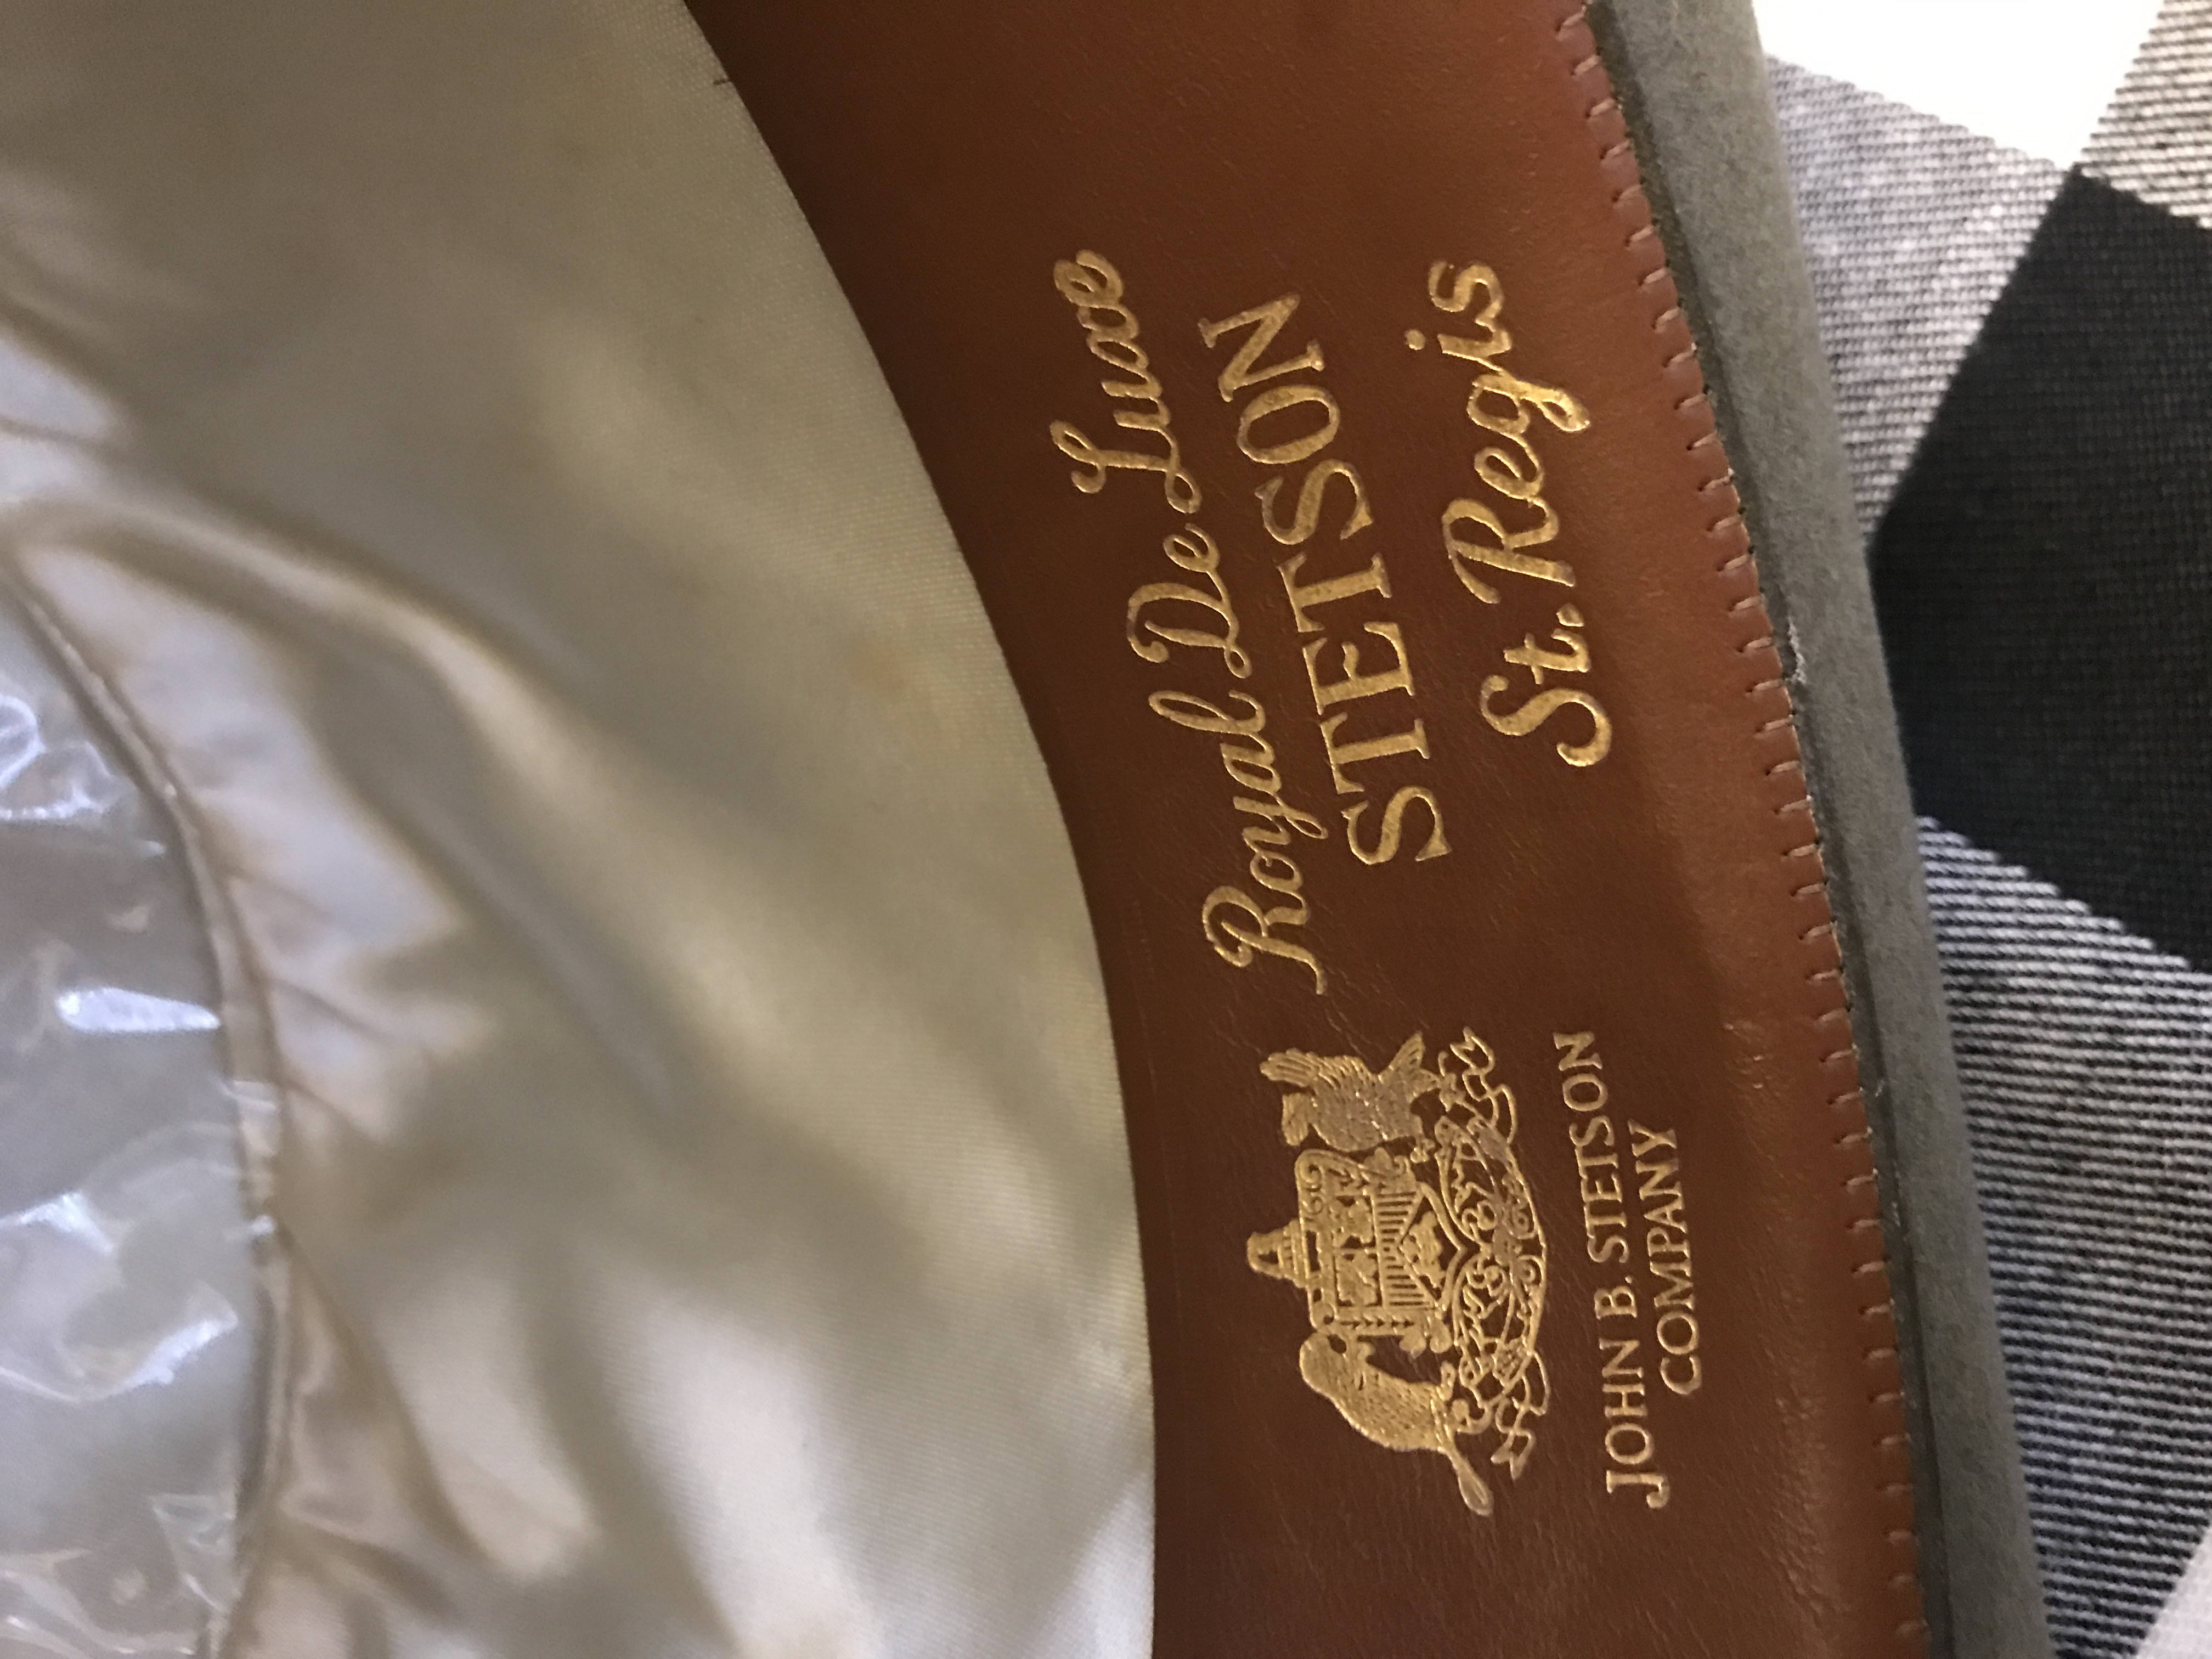 Royal De Luxe
STETSON
St. Regis
JOHN B. STETSON
COMPANY